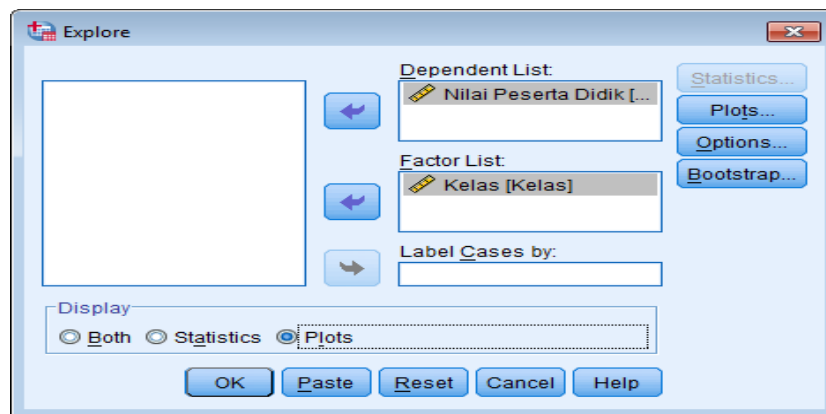 Explore
Dependent List:
Nilai Peserta Didik [...
Factor List:
Kelas [Kelas]
Label Cases by:
Statistics...
Plots...
Options...
Bootstrap...
Display
Both Statistics Plots
OK Paste Reset Cancel Help